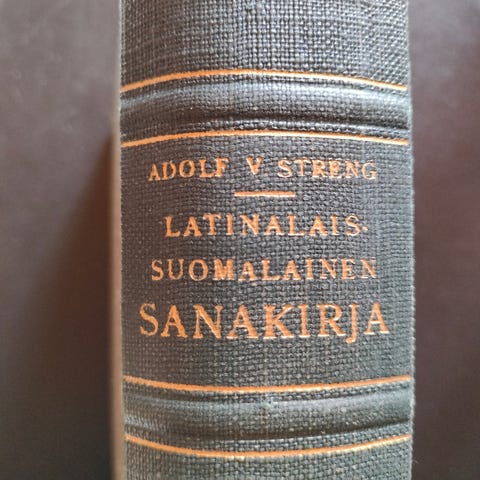 ADOLF V. STRENG
LATINALAIS-
SUOMALAINEN
SANAKIRJA